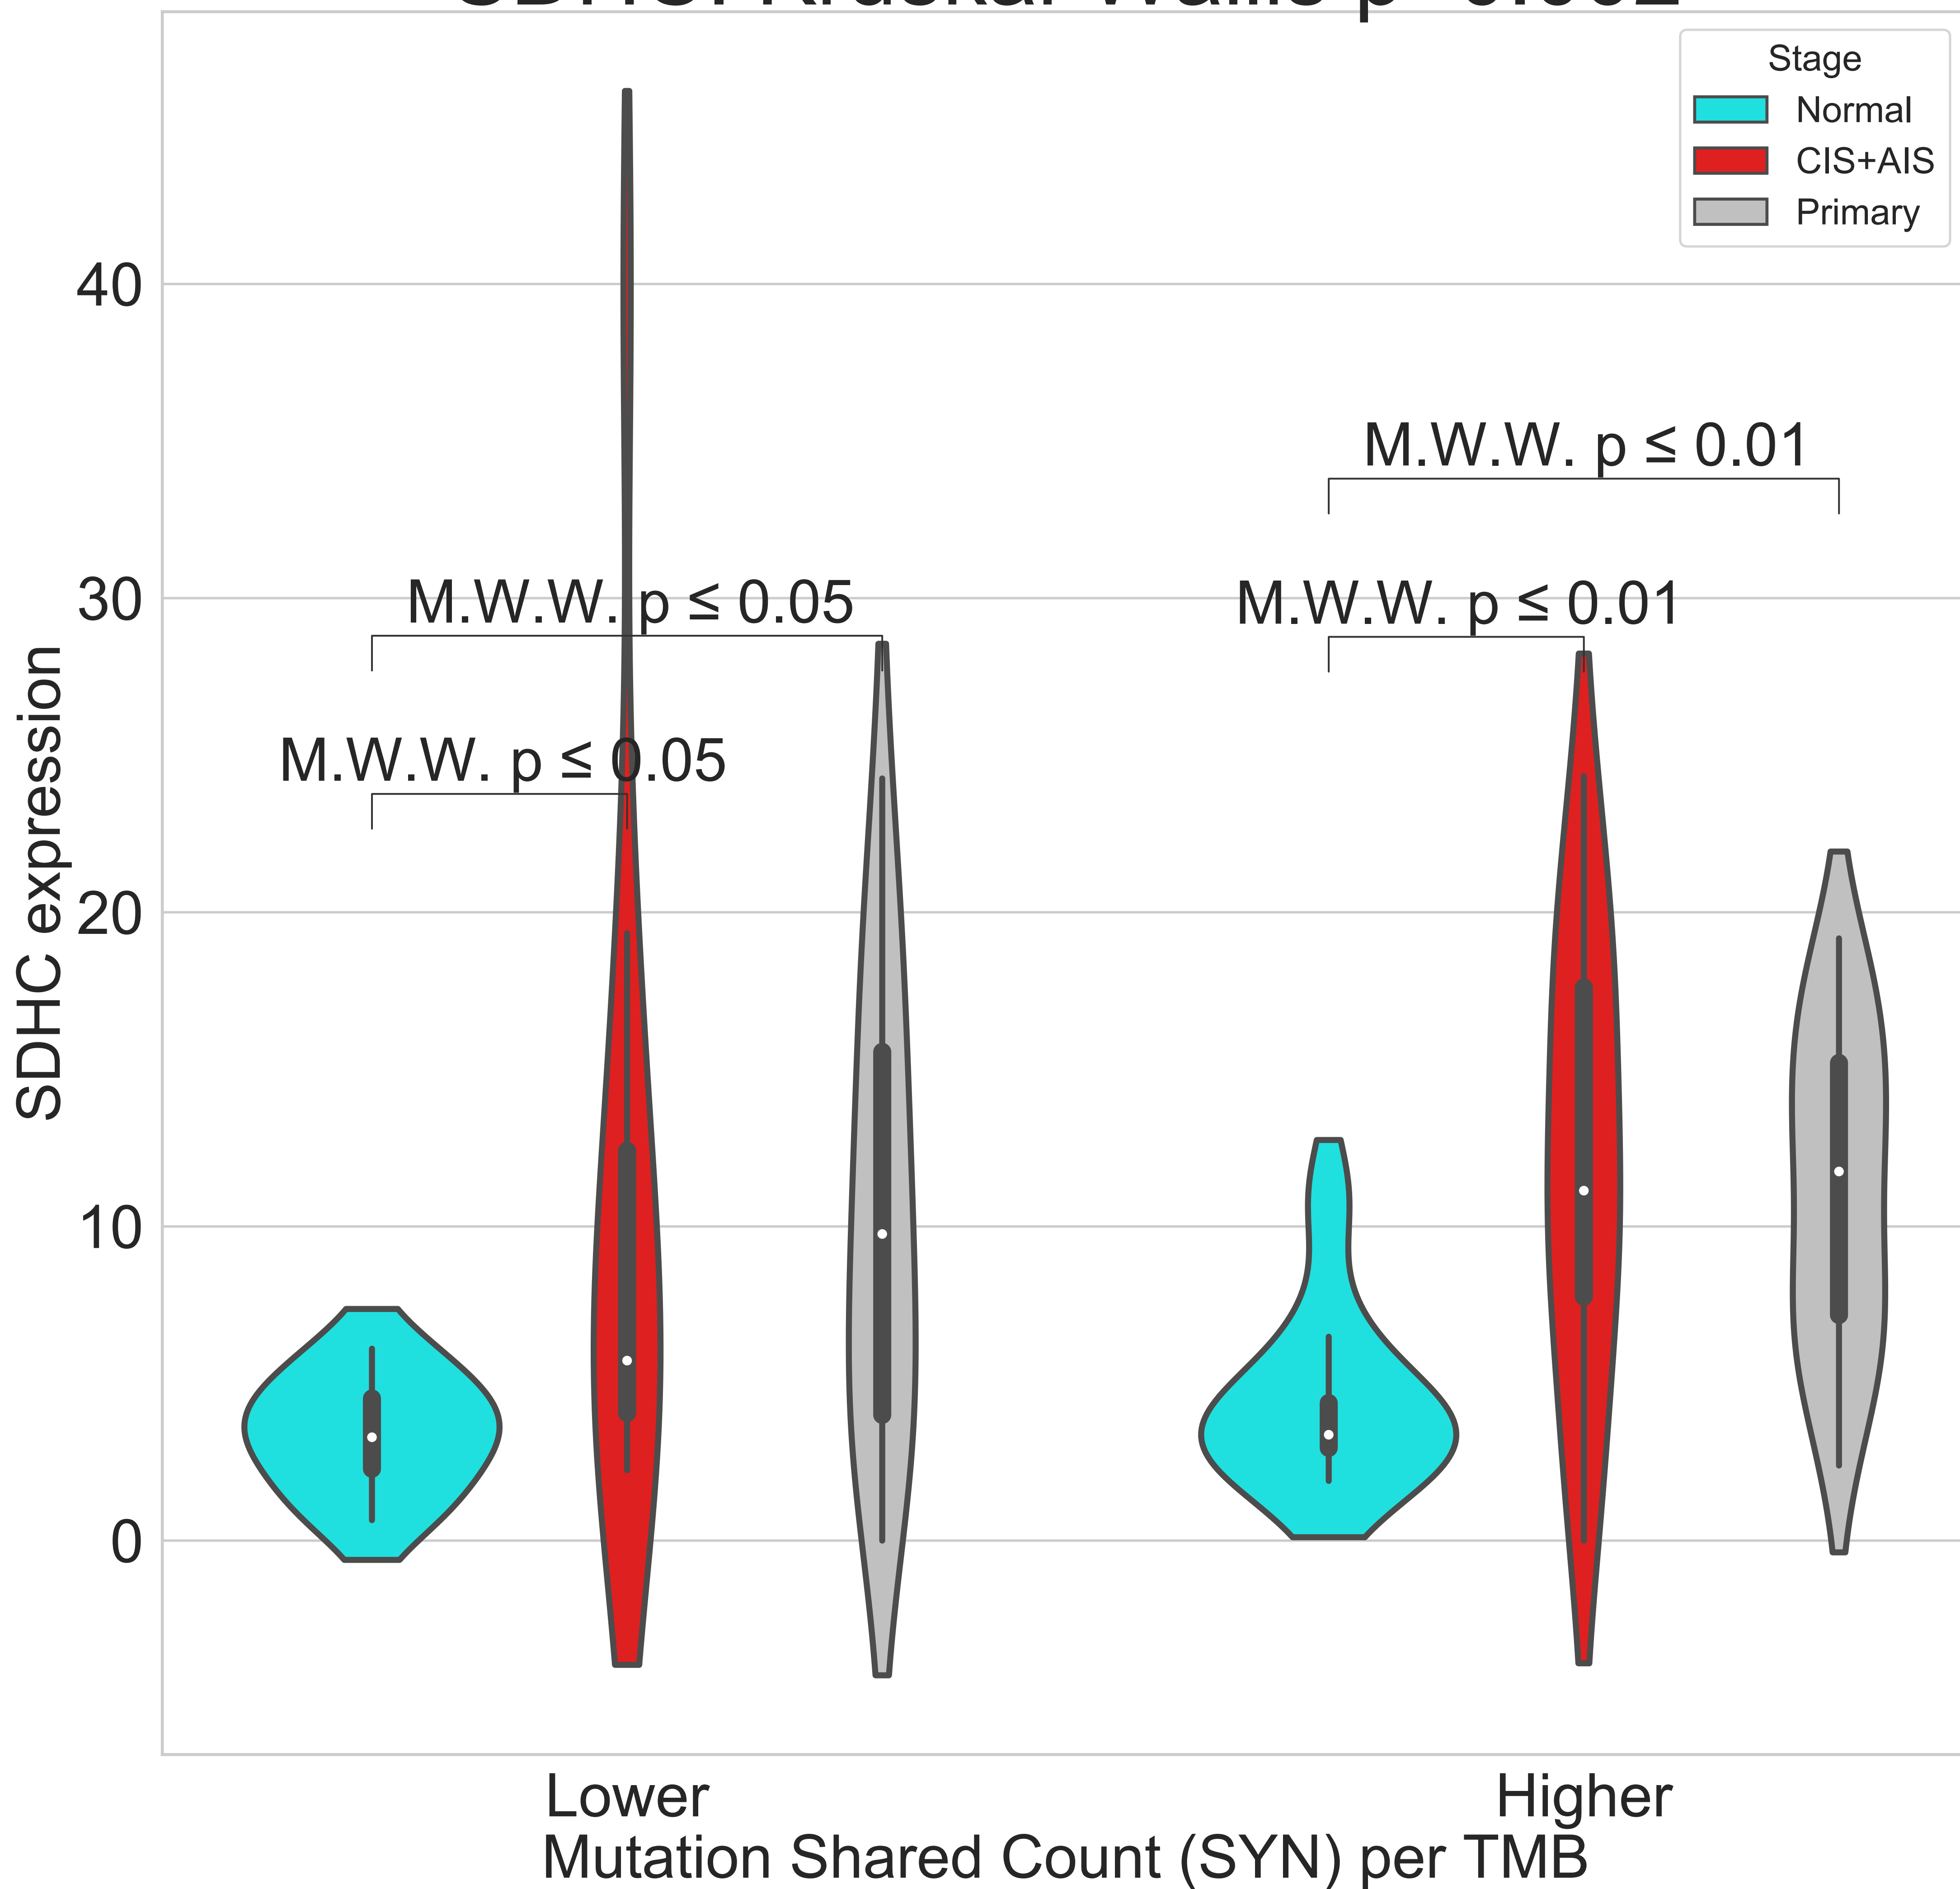 Stage
Normal
CIS+AIS
Primary
40
30
20
10
0
SDHC expression
M.W.W. p ≤ 0.01
M.W.W. p ≤ 0.05
M.W.W. p ≤ 0.01
M.W.W. p ≤ 0.05
Lower
Higher
Mutation Shared Count (SYN) per TMB